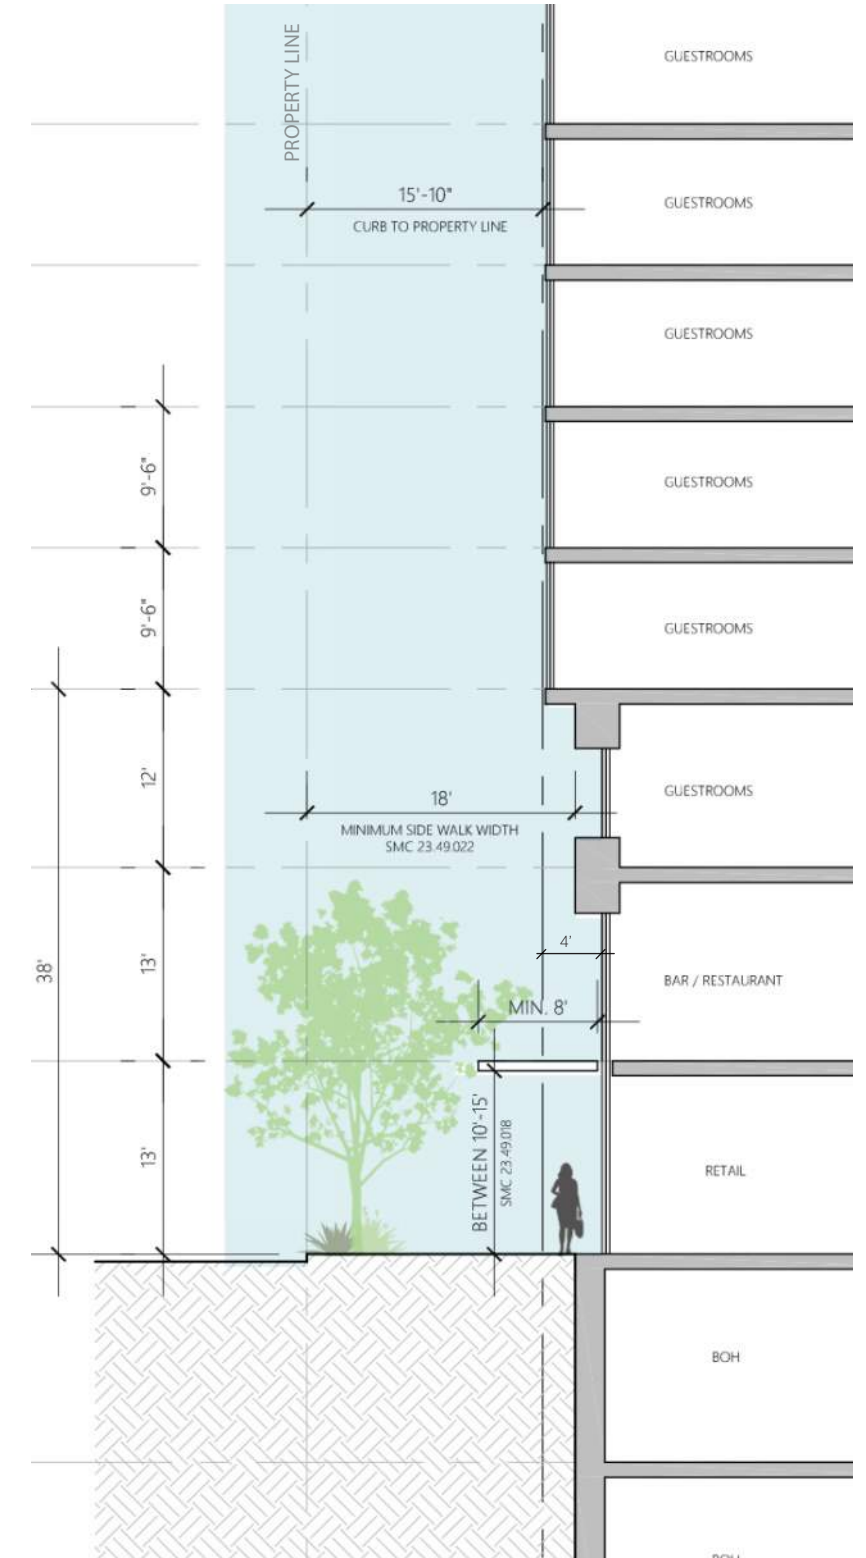 PROPERTY LINE
GUESTROOMS
15'-10"
CURB TO PROPERTY LINE
GUESTROOMS
GUESTROOMS
9'-6"
GUESTROOMS
9'-6"
GUESTROOMS
12'
18'
MINIMUM SIDE WALK WIDTH
SMC 23.49.022
GUESTROOMS
38'
13'
4'
MIN. 8'
BAR / RESTAURANT
13'
BETWEEN 10'-15'
SMC 23.49.018
RETAIL
BOH
BOH